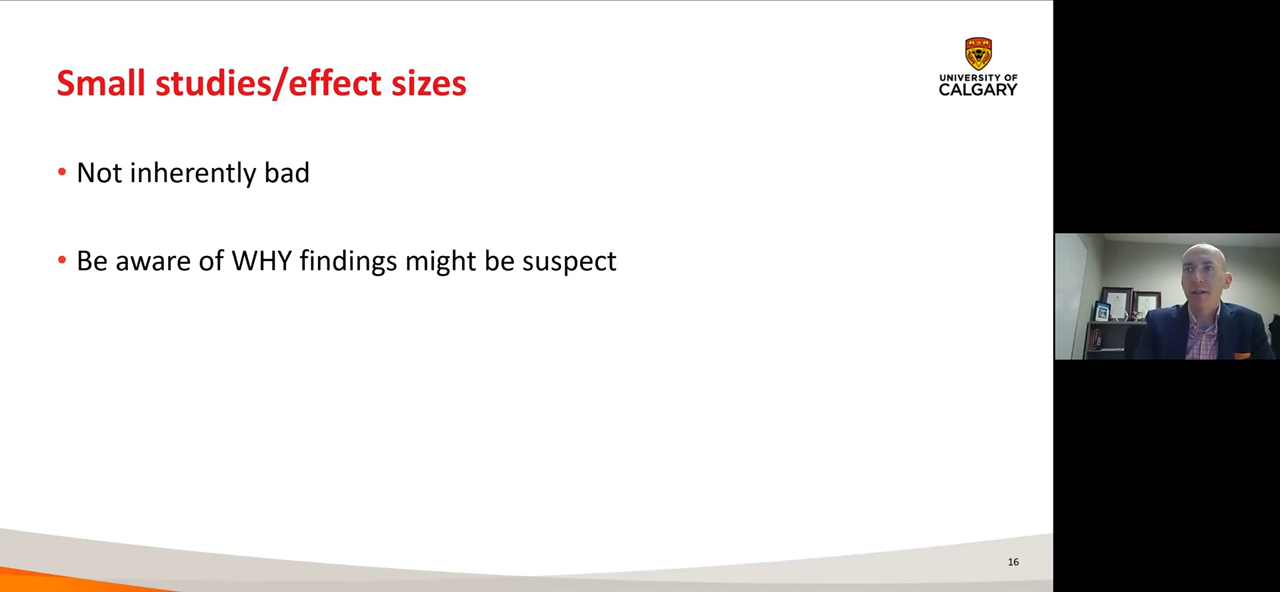 Small studies/effect sizes
UNIVERSITY OF
CALGARY
• Not inherently bad
• Be aware of WHY findings might be suspect
16